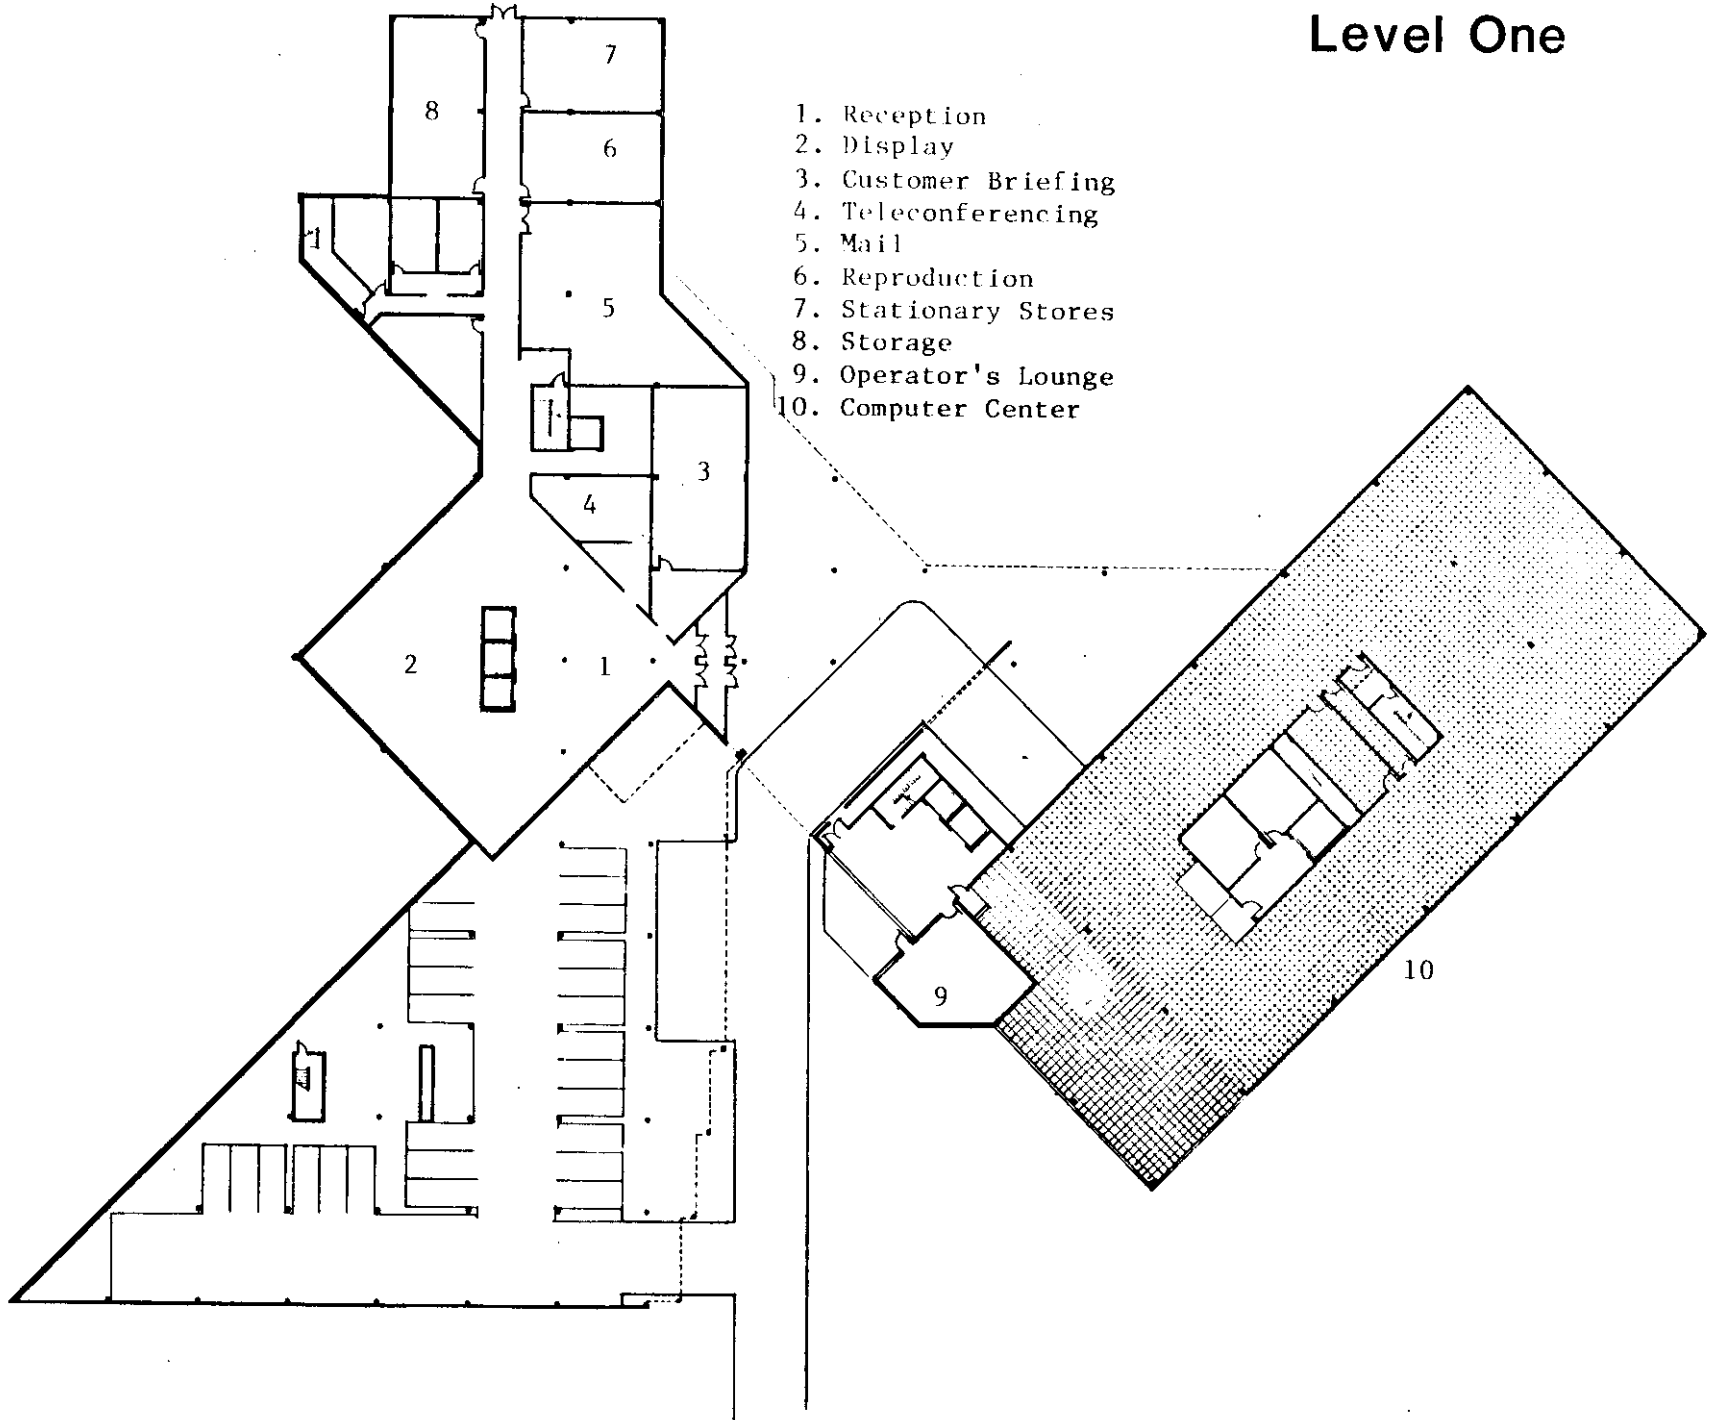 Level One
1. Reception
2. Display
3. Customer Briefing
4. Teleconferencing
5. Mail
6. Reproduction
7. Stationary Stores
8. Storage
9. Operator's Lounge
10. Computer Center
7
8
6
5
3
4
2
1
9
10